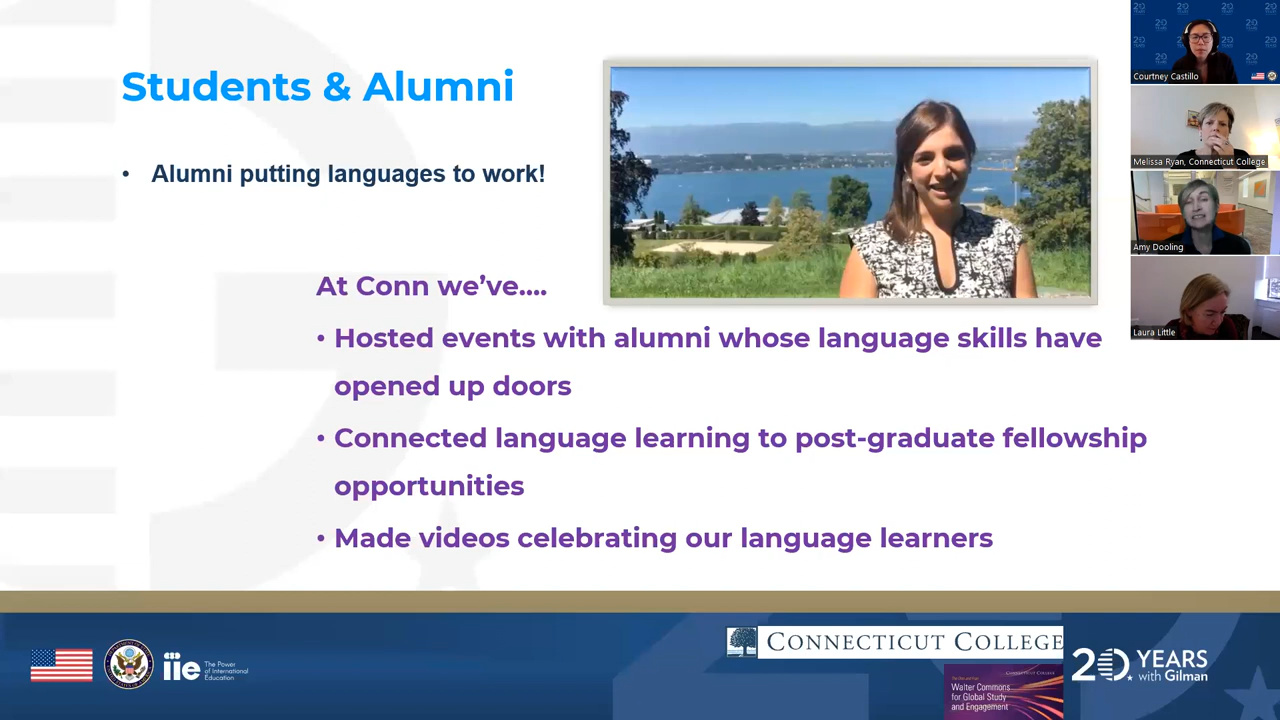 Students & Alumni
• Alumni putting languages to work!
At Conn we’ve....
• Hosted events with alumni whose language skills have
opened up doors
• Connected language learning to post-graduate fellowship
opportunities
• Made videos celebrating our language learners
Courtney Castillo
Melissa Ryan, Connecticut College
Amy Dooling
Laura Little
iie
The Power
of International
Education
CONNECTICUT COLLEGE
CONNECTICUT COLLEGE
Walter Commons
for Global Study
and Engagement
20 YEARS
with Gilman